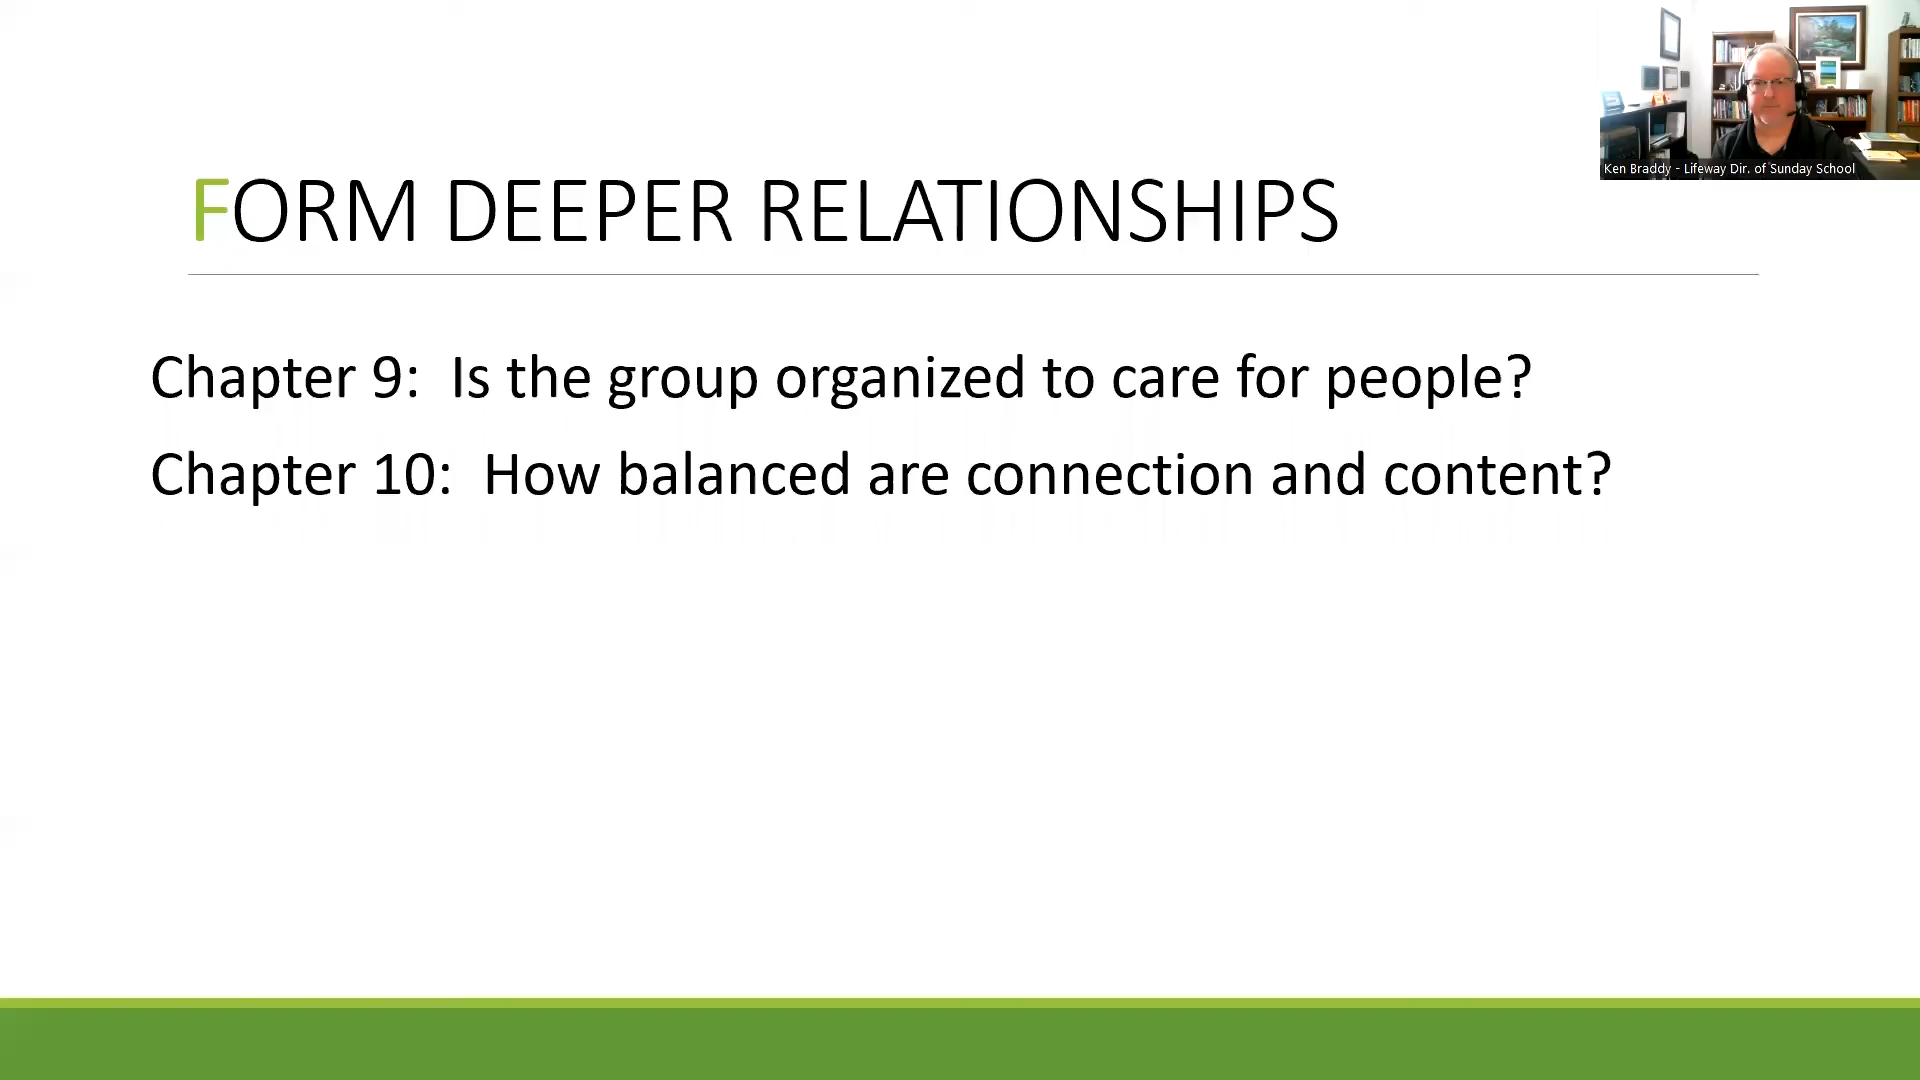 FORM DEEPER RELATIONSHIPS
Chapter 9:  Is the group organized to care for people?
Chapter 10:  How balanced are connection and content?
Ken Braddy - Lifeway Dir. of Sunday School